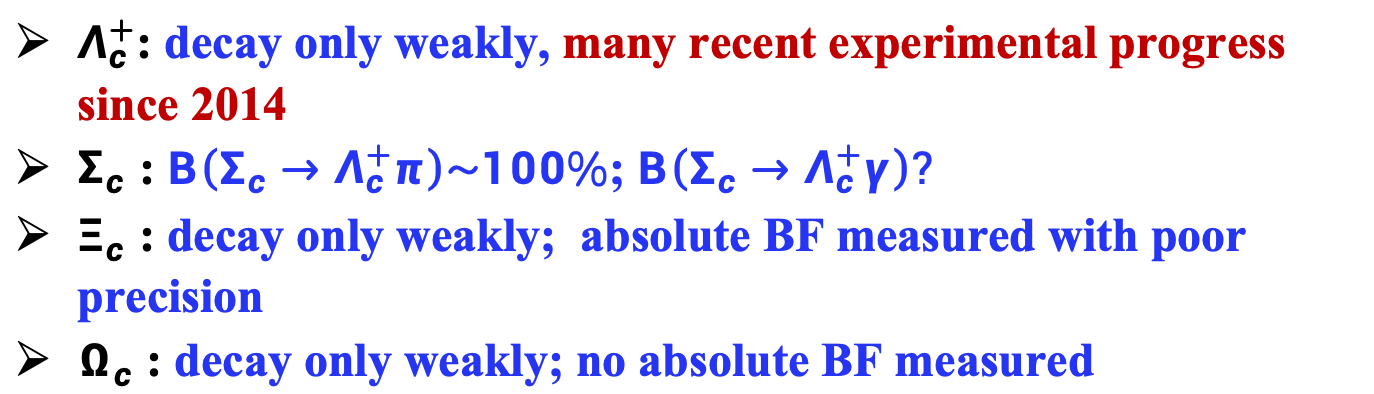 ➢ Λc⁺: decay only weakly, many recent experimental progress
since 2014
➢ Σc : B(Σc → Λc⁺π)~100%; B(Σc → Λc⁺γ)?
➢ Ξc : decay only weakly; absolute BF measured with poor
precision
➢ Ωc : decay only weakly; no absolute BF measured